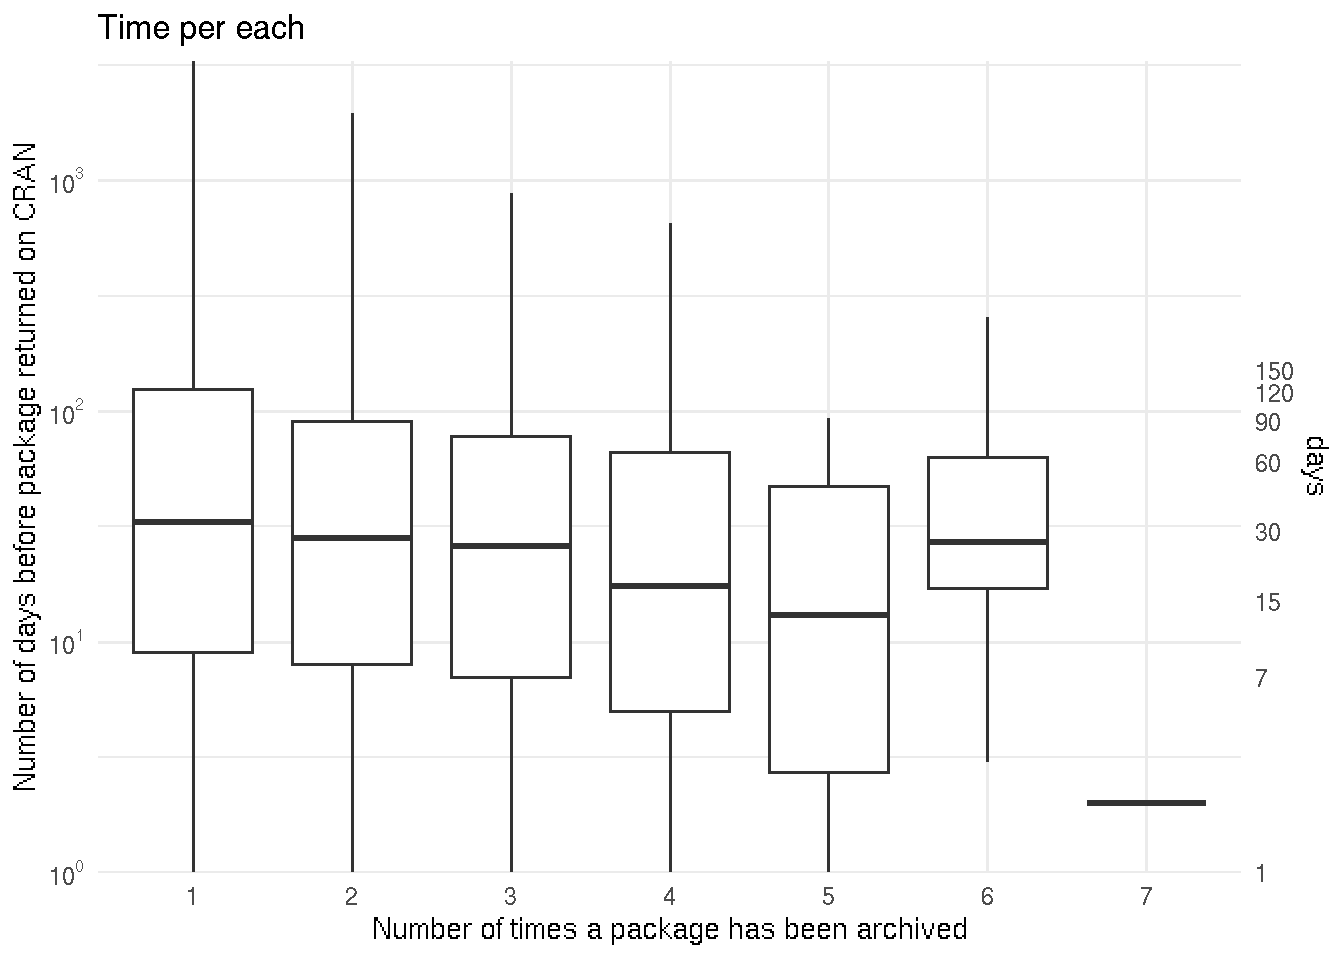 Time per each
Number of days before package returned on CRAN
10³
10²
10¹
10⁰
150
120
90
60
30
15
7
1
days
1 2 3 4 5 6 7
Number of times a package has been archived